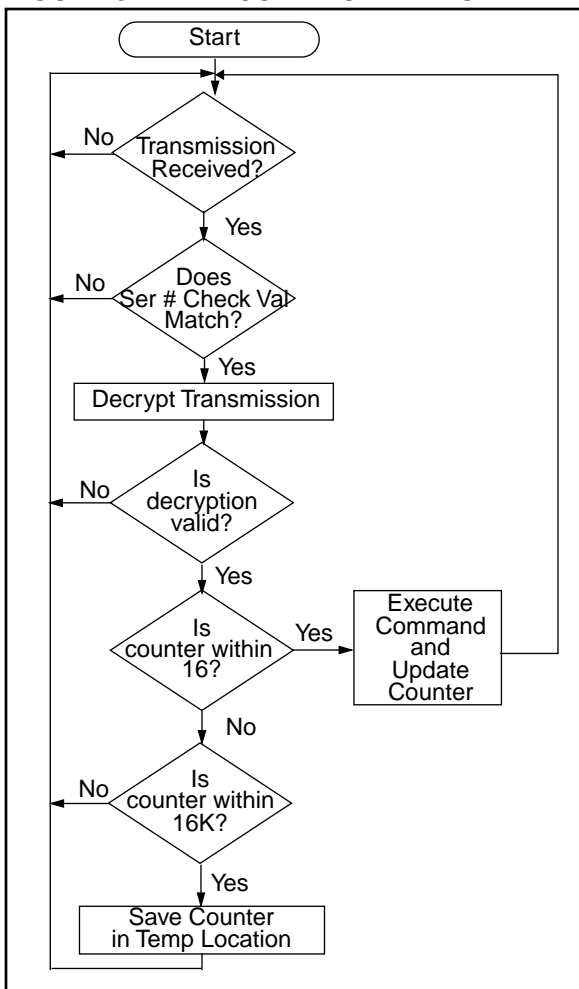 Start
No
Transmission
Received?
Yes
No
Does
Ser # Check Val
Match?
Yes
Decrypt Transmission
No
Is
decryption
valid?
Yes
Is
counter within
16?
Yes
Execute
Command
and
Update
Counter
No
No
Is
counter within
16K?
Yes
Save Counter
in Temp Location